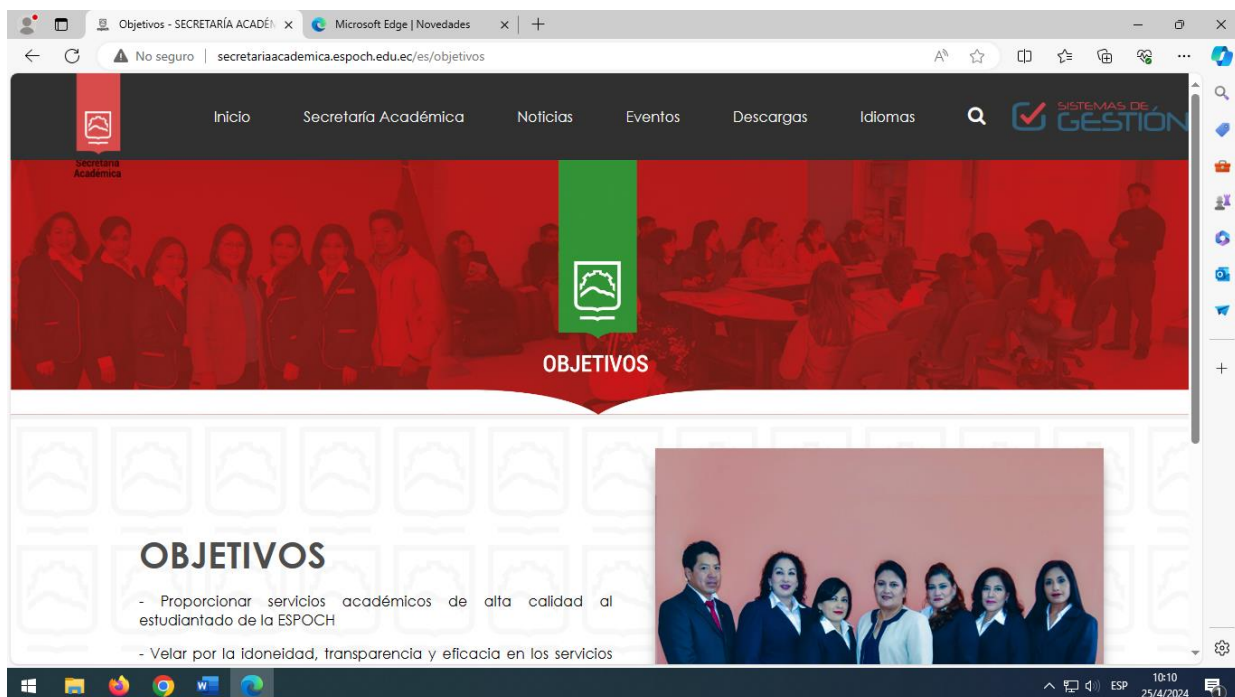 Objetivos - SECRETARÍA ACADÉM
Microsoft Edge | Novedades
No seguro
secretariaacademica.espoch.edu.ec/es/objetivos
Inicio
Secretaría Académica
Noticias
Eventos
Descargas
Idiomas
SISTEMAS DE
GESTIÓN
Secretaría
Académica
OBJETIVOS
OBJETIVOS
- Proporcionar servicios académicos de alta calidad al
estudiantado de la ESPOCH
- Velar por la idoneidad, transparencia y eficacia en los servicios
ESP
10:10
25/4/2024